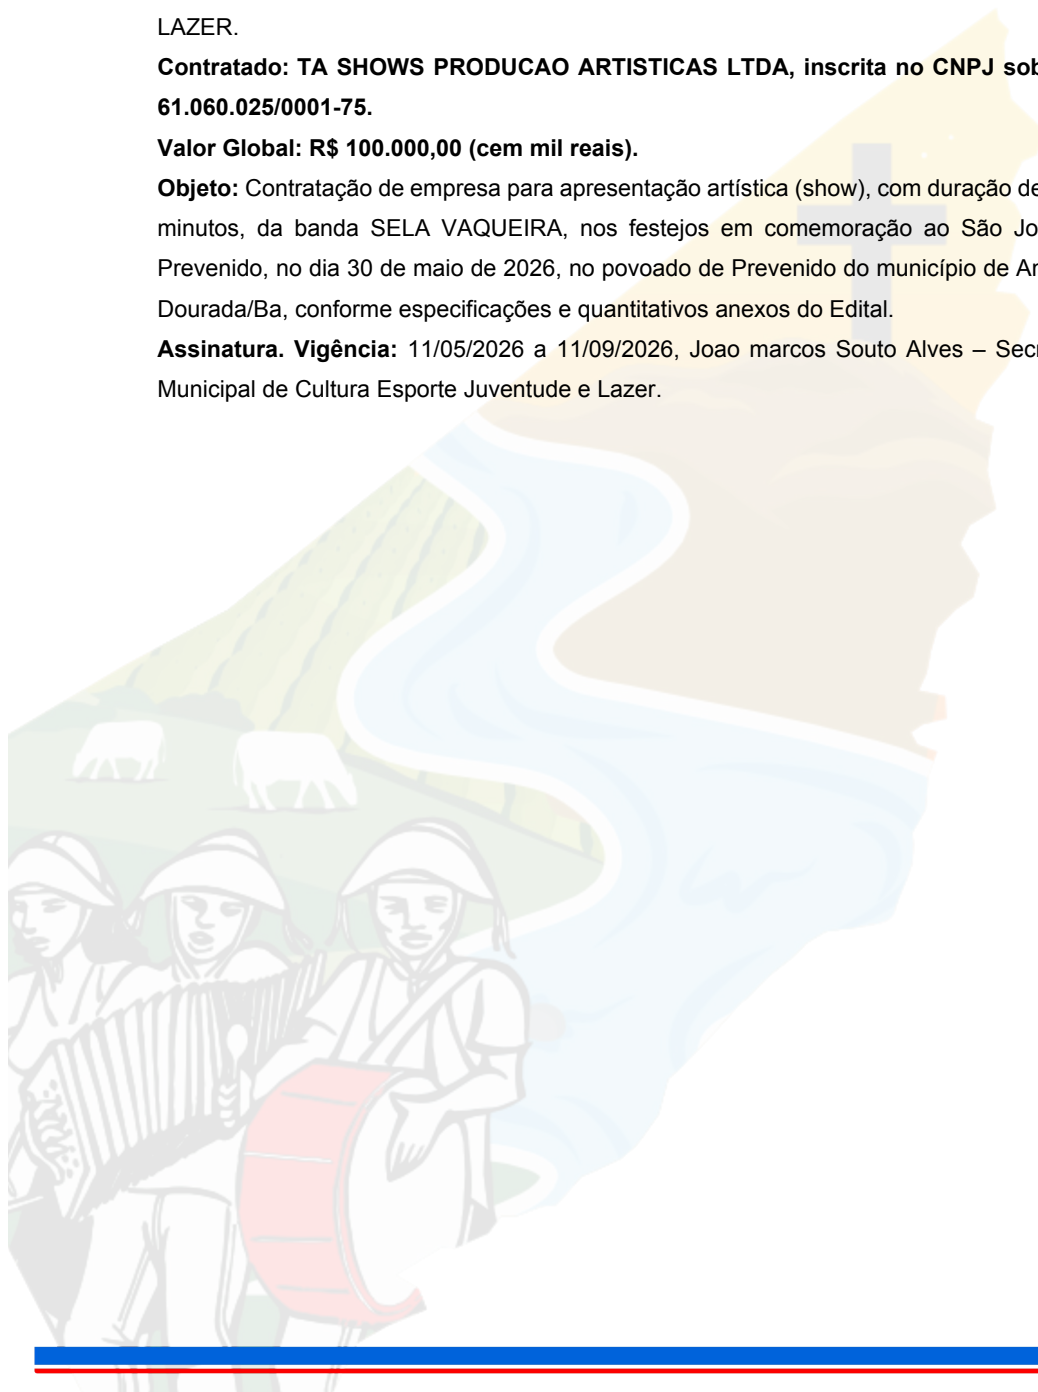 LAZER.
Contratado: TA SHOWS PRODUCAO ARTISTICAS LTDA, inscrita no CNPJ sob
61.060.025/0001-75.
Valor Global: R$ 100.000,00 (cem mil reais).
Objeto: Contratação de empresa para apresentação artística (show), com duração de
minutos, da banda SELA VAQUEIRA, nos festejos em comemoração ao São Jo
Prevenido, no dia 30 de maio de 2026, no povoado de Prevenido do município de
Dourada/Ba, conforme especificações e quantitativos anexos do Edital.
Assinatura. Vigência: 11/05/2026 a 11/09/2026, Joao marcos Souto Alves – Secr
Municipal de Cultura Esporte Juventude e Lazer.